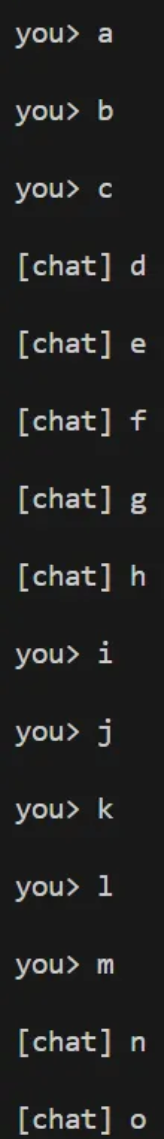 you> a
you> b
you> c
[chat] d
[chat] e
[chat] f
[chat] g
[chat] h
you> i
you> j
you> k
you> l
you> m
[chat] n
[chat] o